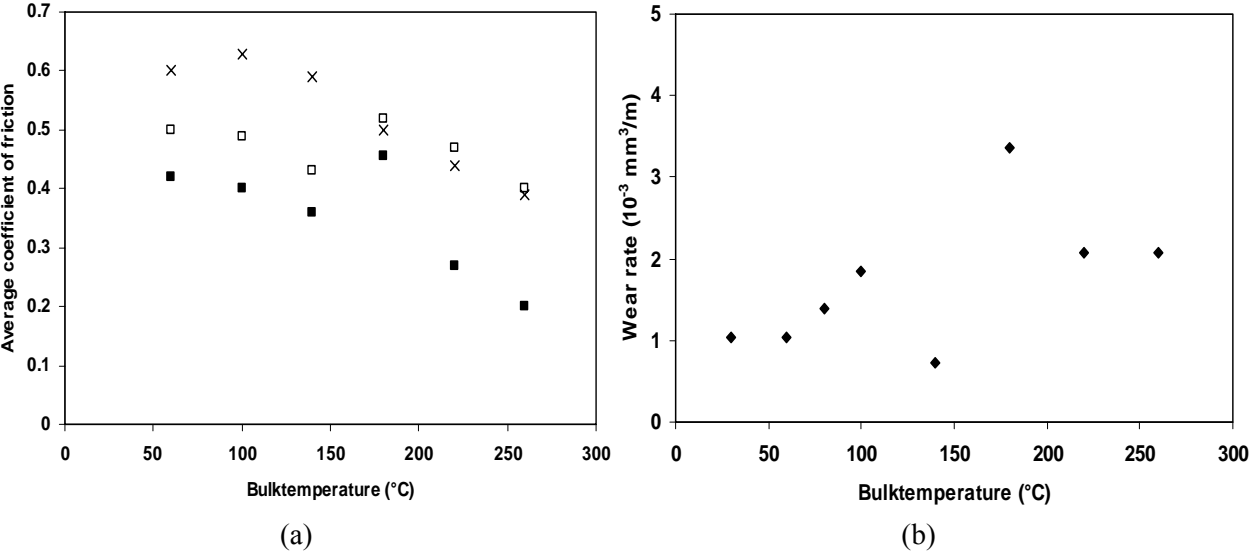 0.7
0.6
0.5
0.4
0.3
0.2
0.1
0
Average coefficient of friction
0 50 100 150 200 250 300
Bulktemperature (°C)
(a)
5
4
3
2
1
0
Wear rate (10⁻³ mm³/m)
0 50 100 150 200 250 300
Bulktemperature (°C)
(b)